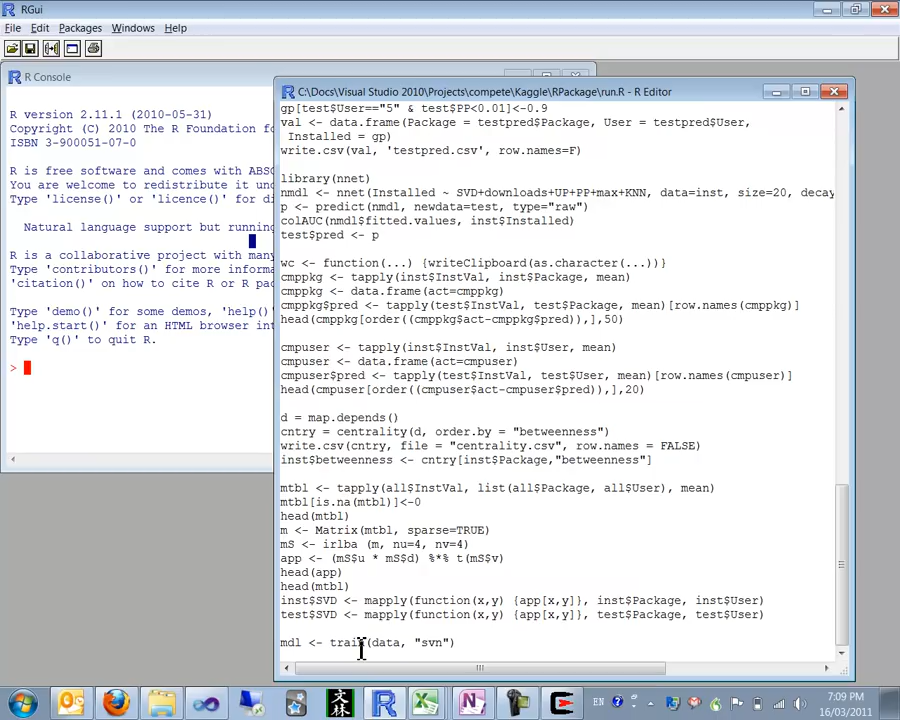 RGui
File Edit Packages Windows Help
R Console
R version 2.11.1 (2010-05-31)
Copyright (C) 2010 The R Foundation fo
ISBN 3-900051-07-0
R is free software and comes with ABSO
You are welcome to redistribute it und
Type 'license()' or 'licence()' for di
Natural language support but running
R is a collaborative project with many
Type 'contributors()' for more informa
'citation()' on how to cite R or R pac
Type 'demo()' for some demos, 'help()'
'help.start()' for an HTML browser int
Type 'q()' to quit R.
>
C:\Docs\Visual Studio 2010\Projects\compete\Kaggle\RPackage\run.R - R Editor
gp[test$User=="5" & test$PP<0.01]<-0.9
val <- data.frame(Package = testpred$Package, User = testpred$User,
Installed = gp)
write.csv(val, 'testpred.csv', row.names=F)
library(nnet)
nmdl <- nnet(Installed ~ SVD+downloads+UP+PP+max+KNN, data=inst, size=20, decay
p <- predict(nmdl, newdata=test, type="raw")
colAUC(nmdl$fitted.values, inst$Installed)
test$pred <- p
wc <- function(...) {writeClipboard(as.character(...))}
cmppkg <- tapply(inst$InstVal, inst$Package, mean)
cmppkg <- data.frame(act=cmppkg)
cmppkg$pred <- tapply(test$InstVal, test$Package, mean)[row.names(cmppkg)]
head(cmppkg[order((cmppkg$act-cmppkg$pred)),],50)
cmpuser <- tapply(inst$InstVal, inst$User, mean)
cmpuser <- data.frame(act=cmpuser)
cmpuser$pred <- tapply(test$InstVal, test$User, mean)[row.names(cmpuser)]
head(cmpuser[order((cmpuser$act-cmpuser$pred)),],20)
d = map.depends()
cntry = centrality(d, order.by = "betweenness")
write.csv(cntry, file = "centrality.csv", row.names = FALSE)
inst$betweenness <- cntry[inst$Package,"betweenness"]
mtbl <- tapply(all$InstVal, list(all$Package, all$User), mean)
mtbl[is.na(mtbl)]<-0
head(mtbl)
m <- Matrix(mtbl, sparse=TRUE)
mS <- irlba (m, nu=4, nv=4)
app <- (mS$u * mS$d) %*% t(mS$v)
head(app)
head(mtbl)
inst$SVD <- mapply(function(x,y) {app[x,y]}, inst$Package, inst$User)
test$SVD <- mapply(function(x,y) {app[x,y]}, test$Package, test$User)
mdl <- train(data, "svn")
EN
7:09 PM
16/03/2011